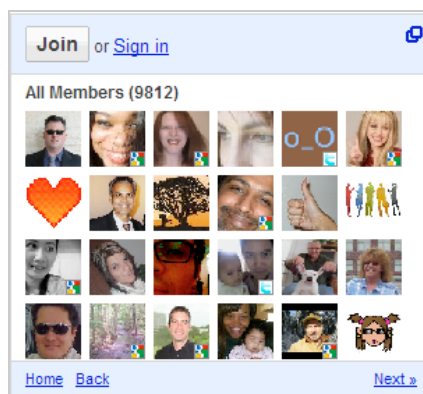 Join or Sign in
All Members (9812)
o_O
Home Back Next »